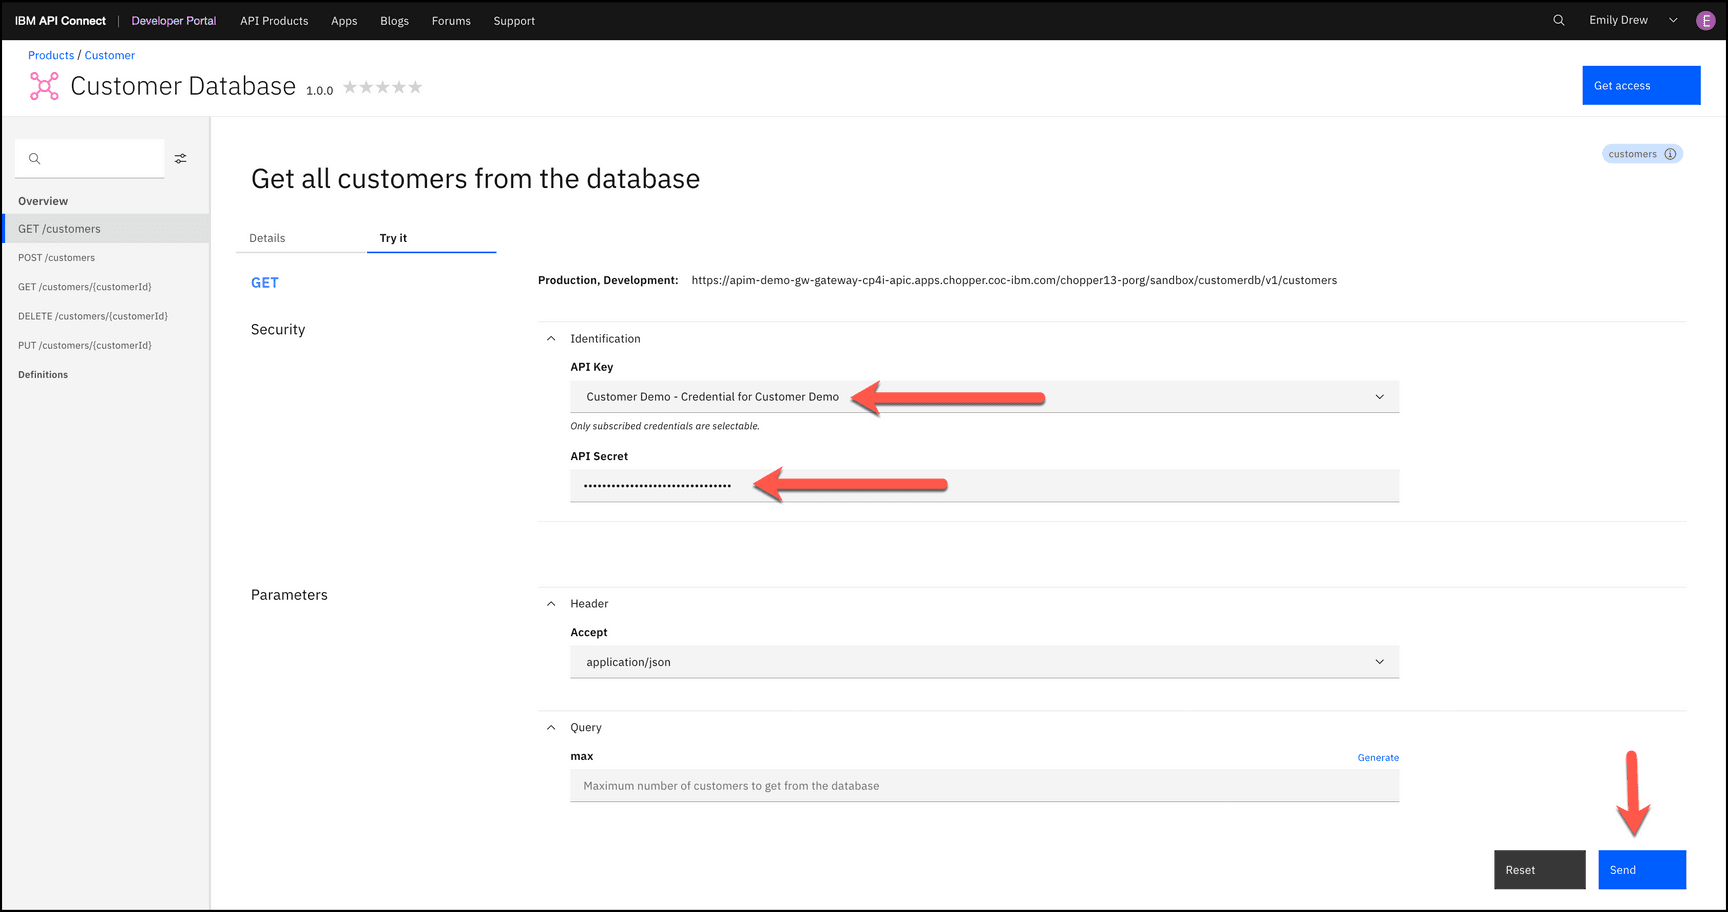 IBM API Connect | Developer Portal API Products Apps Blogs Forums Support Emily Drew E
Products / Customer
Customer Database 1.0.0
Get access
customers
Get all customers from the database
Overview
GET /customers
POST /customers
GET /customers/{customerId}
DELETE /customers/{customerId}
PUT /customers/{customerId}
Definitions
Details Try it
GET
Production, Development: https://apim-demo-gw-gateway-cp4i-apic.apps.chopper.coc-ibm.com/chopper13-porg/sandbox/customerdb/v1/customers
Security
Identification
API Key
Customer Demo - Credential for Customer Demo
Only subscribed credentials are selectable.
API Secret
••••••••••••••••••••••••••••••••
Parameters
Header
Accept
application/json
Query
max Generate
Maximum number of customers to get from the database
Reset Send